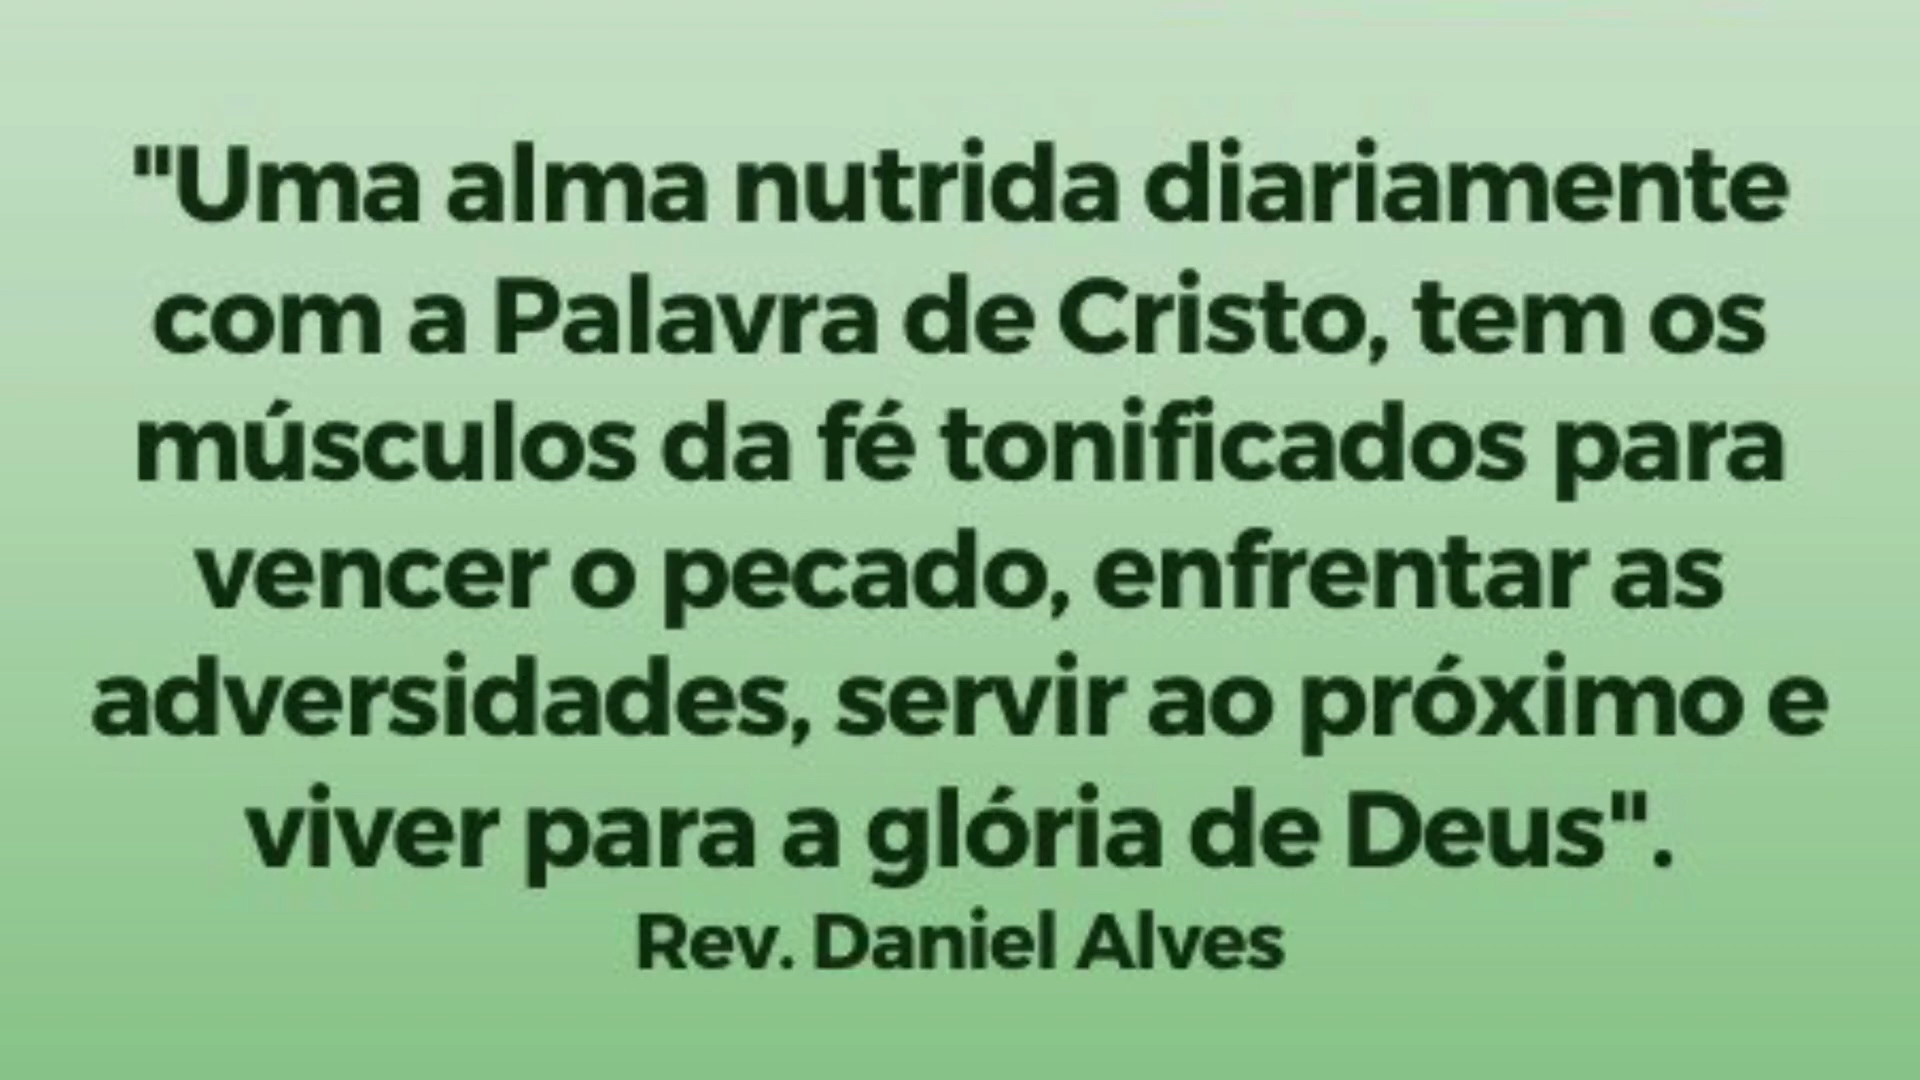 "Uma alma nutrida diariamente
com a Palavra de Cristo, tem os
músculos da fé tonificados para
vencer o pecado, enfrentar as
adversidades, servir ao próximo e
viver para a glória de Deus".
Rev. Daniel Alves